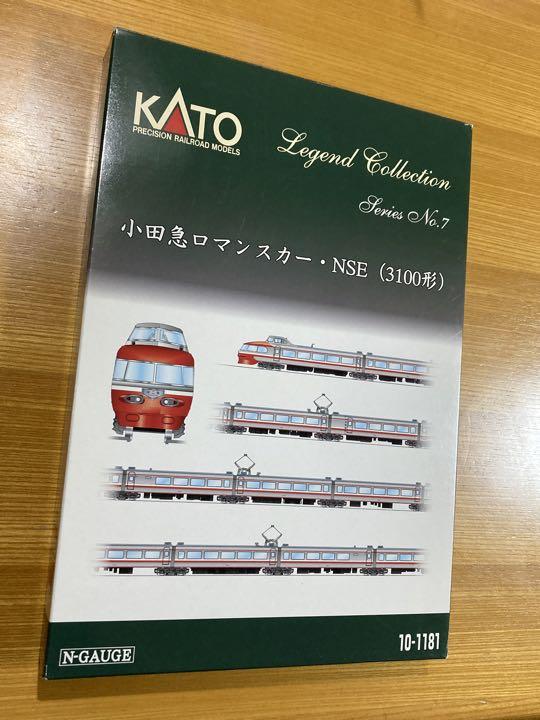 KATO
PRECISION RAILROAD MODELS
Legend Collection
Series No.7
小田急ロマンスカー・NSE（3100形）
N-GAUGE
10-1181